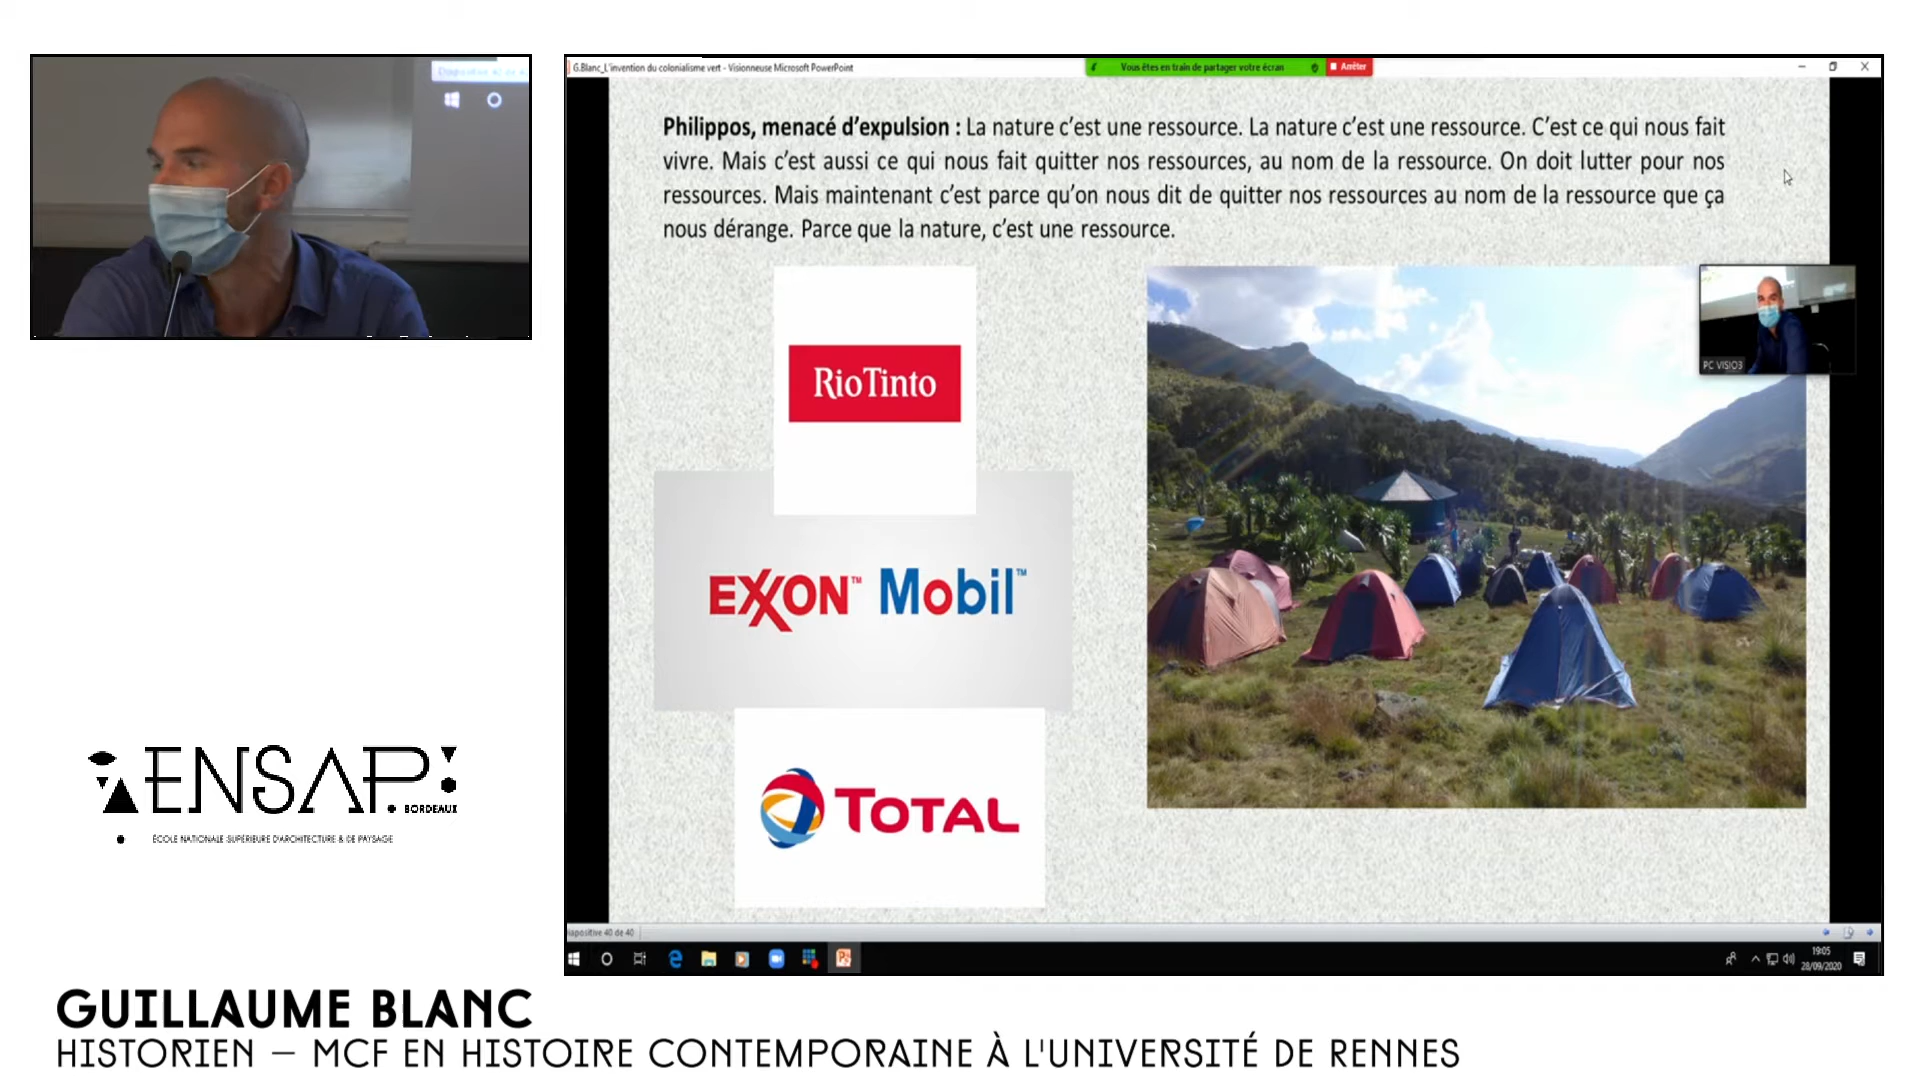 G.Blanc_L'invention du colonialisme vert - Visionneuse Microsoft PowerPoint
Vous êtes en train de partager votre écran
Arrêter
Philippos, menacé d’expulsion : La nature c’est une ressource. La nature c’est une ressource. C’est ce qui nous fait
vivre. Mais c’est aussi ce qui nous fait quitter nos ressources, au nom de la ressource. On doit lutter pour nos
ressources. Mais maintenant c’est parce qu’on nous dit de quitter nos ressources au nom de la ressource que ça
nous dérange. Parce que la nature, c’est une ressource.
RioTinto
EXXON™ Mobil™
TOTAL
PC VISIO3
ENSAP
BORDEAUX
ÉCOLE NATIONALE SUPÉRIEURE D'ARCHITECTURE & DE PAYSAGE
iapositive 40 de 40
19:05
28/09/2020
GUILLAUME BLANC
HISTORIEN – MCF EN HISTOIRE CONTEMPORAINE À L'UNIVERSITÉ DE RENNES